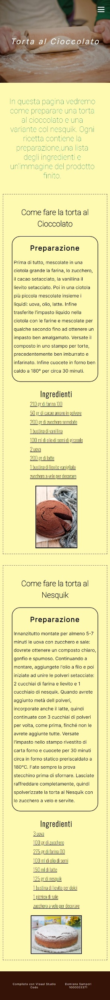 Torta al Cioccolato
In questa pagina vedremo
come preparare una torta
al cioccolato e una
variante col nesquik. Ogni
ricetta contiene la
preparazione,una lista
degli ingredienti e
un'immagine del prodotto
finito.
Come fare la torta al
Cioccolato
Preparazione
Prima di tutto, mescolate in una
ciotola grande la farina, lo zucchero,
il cacao setacciato, la vanillina il
lievito setacciato. Poi in una ciotola
più piccola mescolate insieme i
liquidi: uova, olio, latte. Infine
trasferite l'impasto liquido nella
ciotola con le farine e mescolate per
qualche secondo fino ad ottenere un
impasto ben amalgamato. Versate il
composto in uno stampo per torte,
precedentemente ben imburrato e
infarinato. Infine cuocete in forno ben
caldo a 180° per circa 30 minuti.
Ingredienti
210 gr di farina '00
50 gr di cacao amaro in polvere
200 gr di zucchero semolato
1 bustina di vanillina
100 ml di olio di semi di girasole
2 uova
200 gr di latte
1 bustina di lievito vanigliato
zucchero a velo per decorare
Come fare la torta al
Nesquik
Preparazione
Innanzitutto montate per almeno 5-7
minuti le uova con zucchero e sale:
dovrete ottenere un composto chiaro,
gonfio e spumoso. Continuando a
montare, aggiungete l'olio a filo e poi
iniziate ad unire le polveri setacciate:
2 cucchiai di farina e lievito e 1
cucchiaio di nesquik. Quando avrete
aggiunto metà dell polveri,
incorporate anche il latte, quindi
continuate con 3 cucchiai di polveri
per volta, come prima, finché non le
avrete aggiunte tutte. Versate
l'impasto nello stampo rivestito di
carta forno e cuocete per 30 minuti
circa in forno statico preriscaldato a
180°C. Fate sempre la prova
stecchino prima di sfornare. Lasciate
raffreddare completamente, quindi
spolverizzate la torta al Nesquik con
lo zucchero a velo e servite.
Ingredienti
3 uova
100 gr di zucchero
275 gr di farina 00
100 ml di olio di semi
150 ml di latte
125 gr di nesquik
1 bustina di lievito per dolci
1 pizzico di sale
zucchero a velo per decorare
Compilato con Visual Studio
Code
Damiano Samperi
1000003371